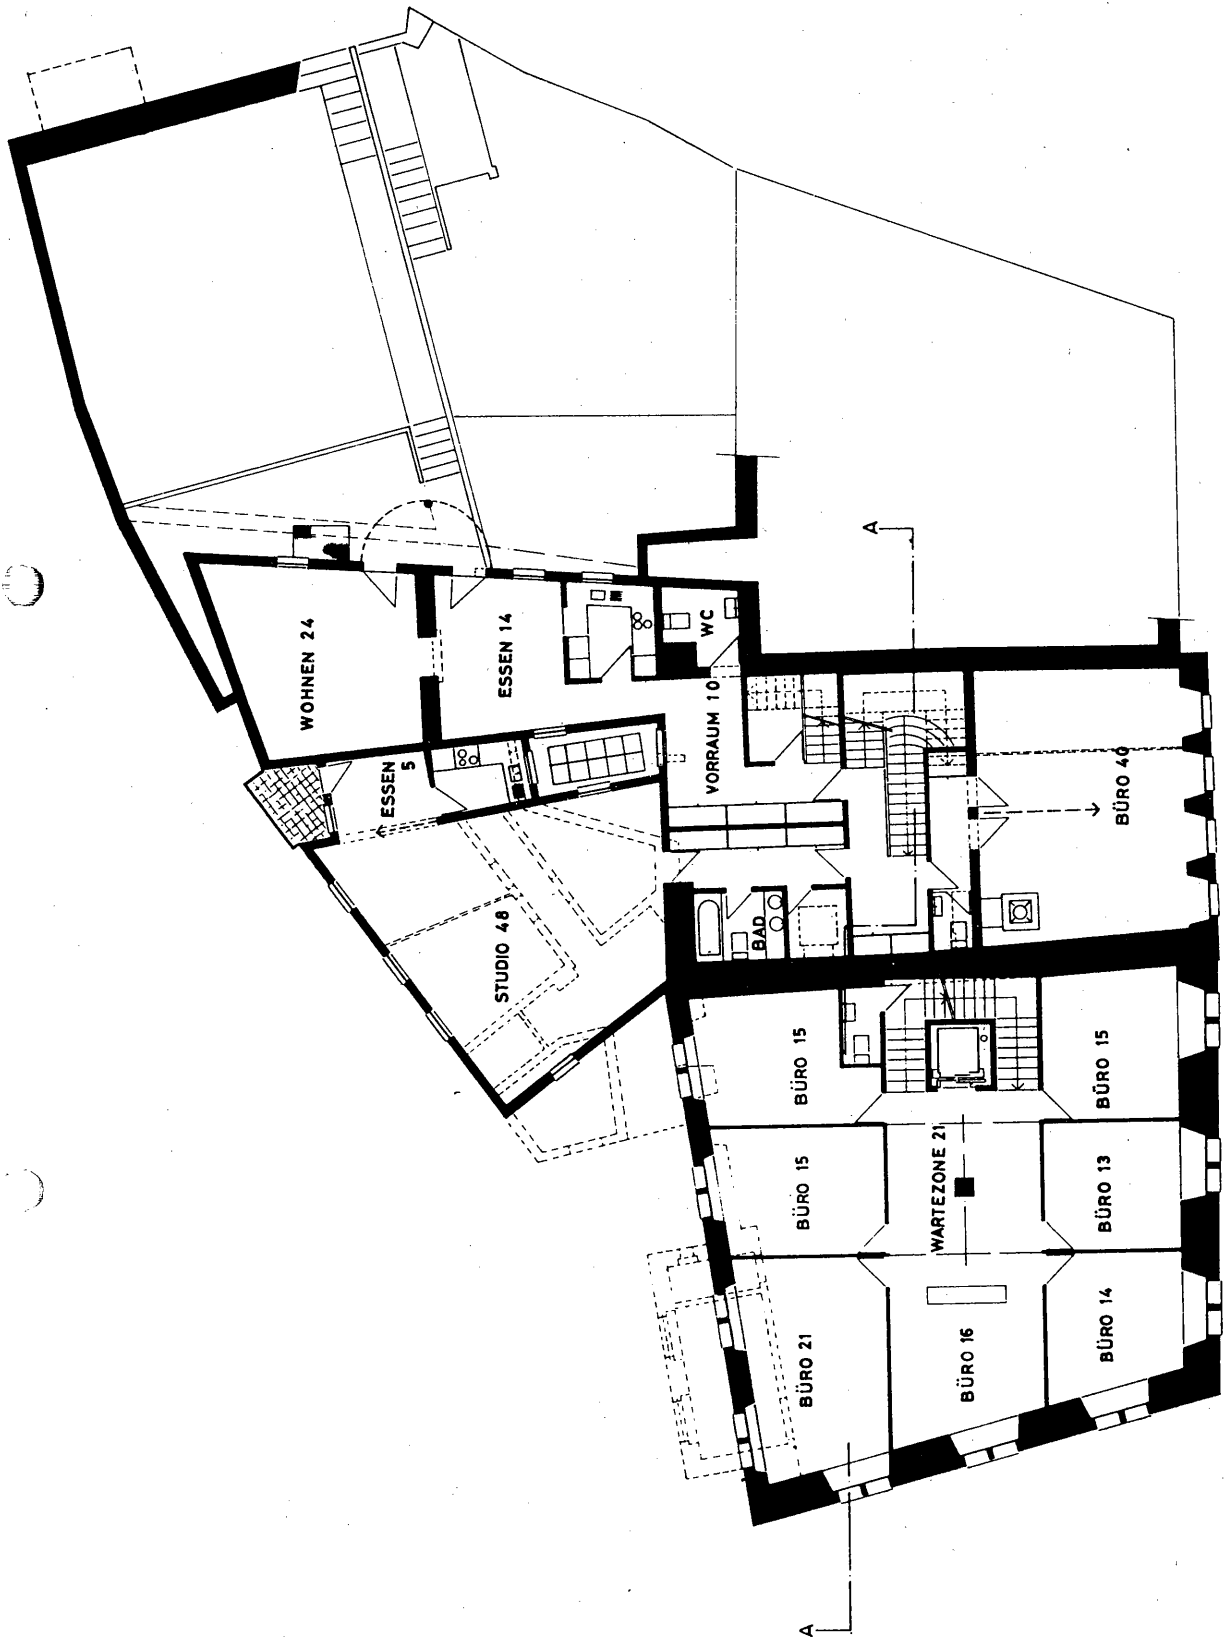 WOHNEN 24
ESSEN 14
WC
ESSEN 5
VORRAUM 10
STUDIO 48
BAD
BÜRO 40
A
BÜRO 15
BÜRO 15
BÜRO 15
BÜRO 13
WARTEZONE 21
BÜRO 21
BÜRO 16
BÜRO 14
A